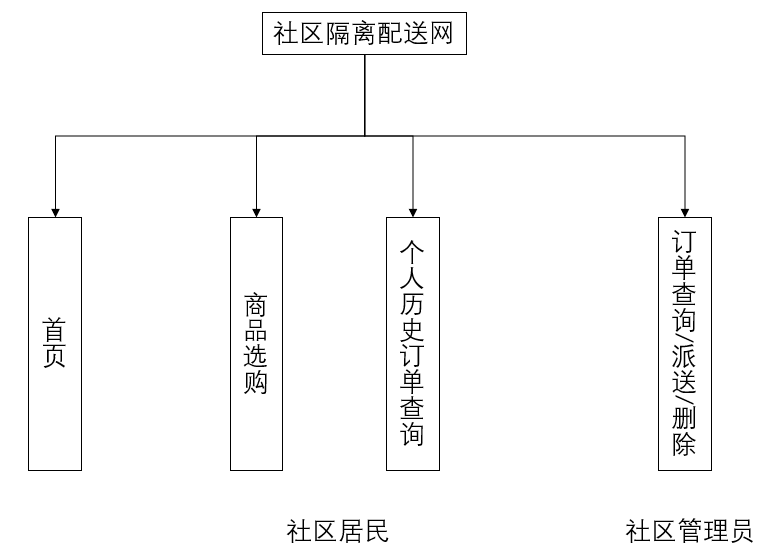 社区隔离配送网
首页
商品选购
个人历史订单查询
订单查询/派送/删除
社区居民
社区管理员